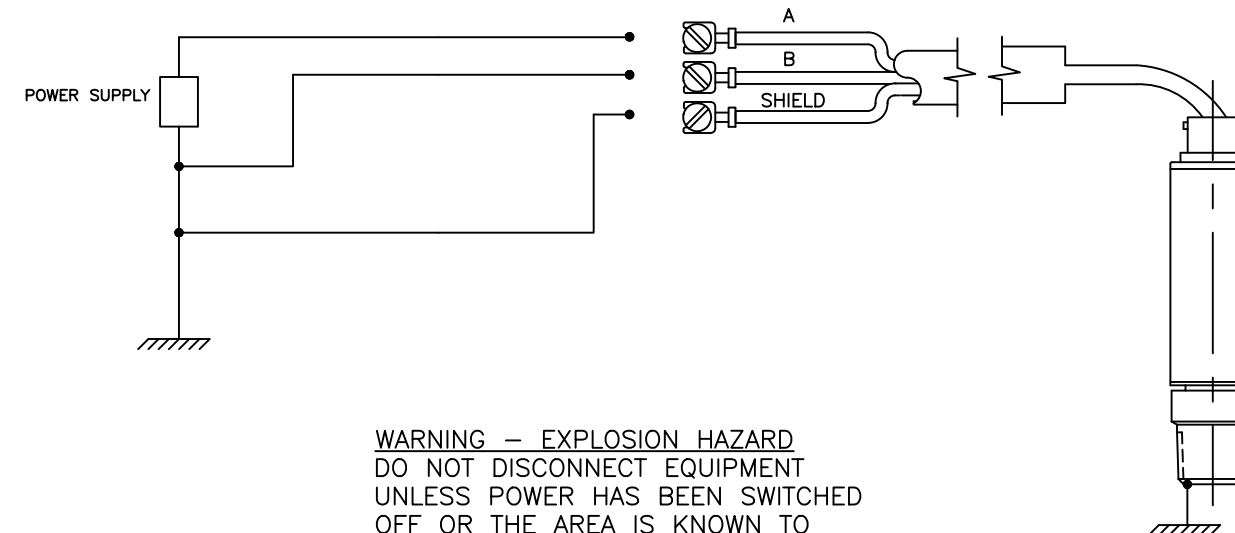 A
B
POWER SUPPLY
SHIELD
WARNING – EXPLOSION HAZARD
DO NOT DISCONNECT EQUIPMENT
UNLESS POWER HAS BEEN SWITCHED
OFF OR THE AREA IS KNOWN TO